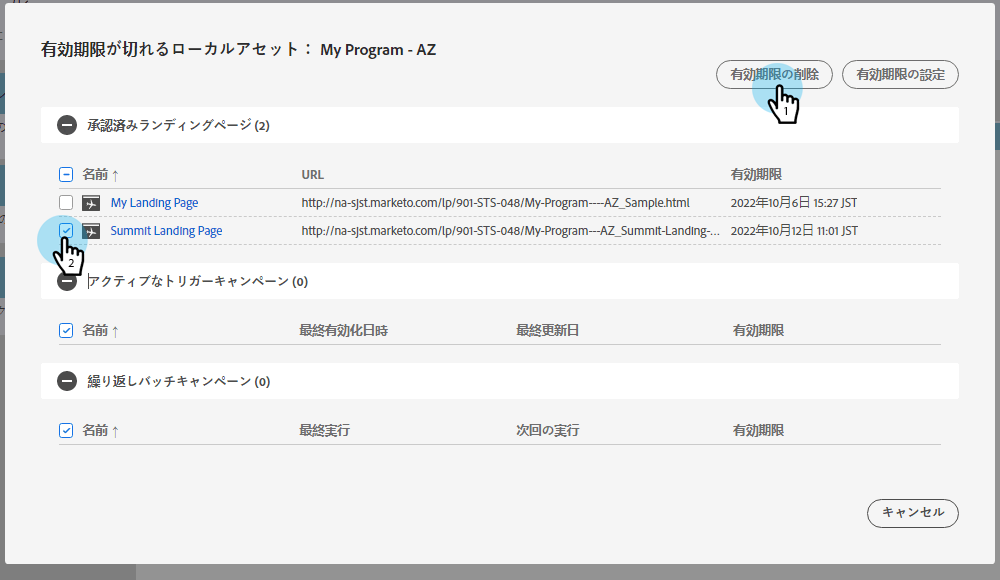 有効期限が切れるローカルアセット： My Program - AZ
有効期限の削除 有効期限の設定
1
承認済みランディングページ (2)
名前 ↑ URL 有効期限
My Landing Page http://na-sjst.marketo.com/lp/901-STS-048/My-Program----AZ_Sample.html 2022年10月6日 15:27 JST
Summit Landing Page http://na-sjst.marketo.com/lp/901-STS-048/My-Program---AZ_Summit-Landing-... 2022年10月12日 11:01 JST
2
アクティブなトリガーキャンペーン (0)
名前 ↑ 最終有効化日時 最終更新日 有効期限
繰り返しバッチキャンペーン (0)
名前 ↑ 最終実行 次回の実行 有効期限
キャンセル